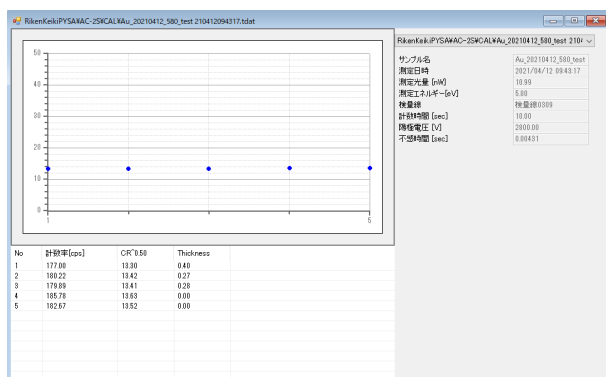 RikenKeikiPYSA¥AC-2S¥CAL¥Au_20210412_580_test 210412094317.tdat
RikenKeikiPYSA¥AC-2S¥CAL¥Au_20210412_580_test 2104
50
40
30
20
10
0
1
5
サンプル名 Au_20210412_580_test
測定日時 2021/04/12 09:43:17
測定光量 [nW] 10.99
測定エネルギー[eV] 5.80
検量線 検量線0309
計数時間 [sec] 10.00
陽極電圧 [V] 2800.00
不感時間 [sec] 0.00431
No 計数率[cps] CR^0.50 Thickness
1 177.00 13.30 0.40
2 180.22 13.42 0.27
3 179.89 13.41 0.28
4 185.78 13.63 0.00
5 182.67 13.52 0.00